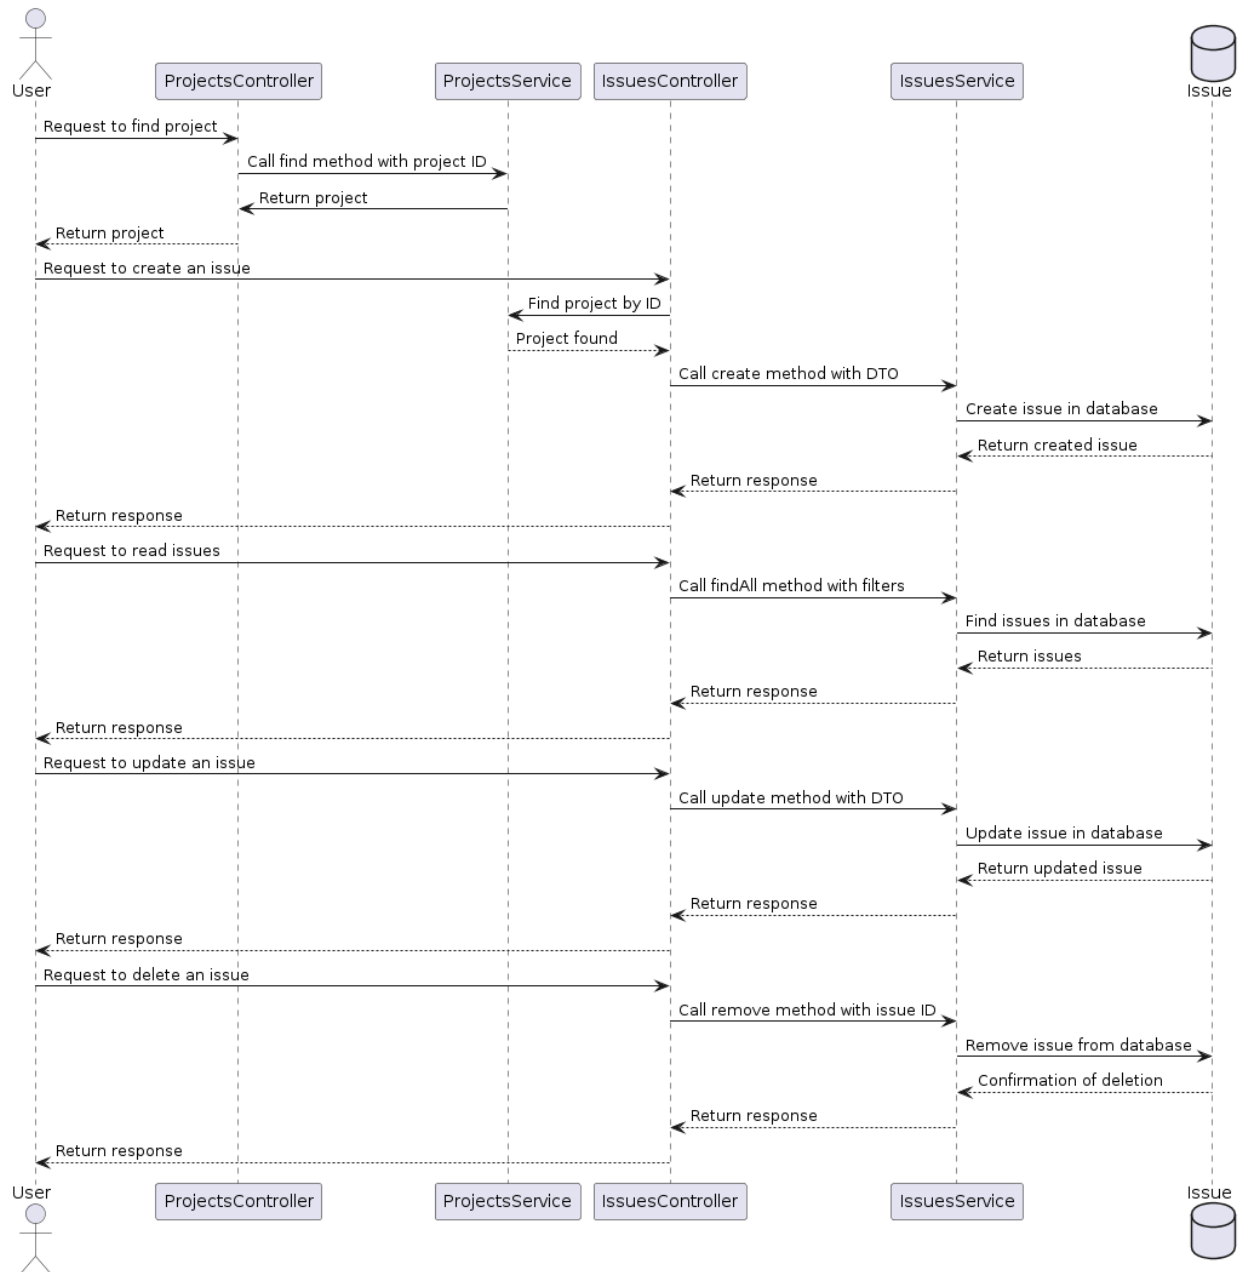 User
ProjectsController
ProjectsService
IssuesController
IssuesService
Issue
Request to find project
Call find method with project ID
Return project
Return project
Request to create an issue
Find project by ID
Project found
Call create method with DTO
Create issue in database
Return created issue
Return response
Return response
Request to read issues
Call findAll method with filters
Find issues in database
Return issues
Return response
Return response
Request to update an issue
Call update method with DTO
Update issue in database
Return updated issue
Return response
Return response
Request to delete an issue
Call remove method with issue ID
Remove issue from database
Confirmation of deletion
Return response
Return response
User
ProjectsController
ProjectsService
IssuesController
IssuesService
Issue